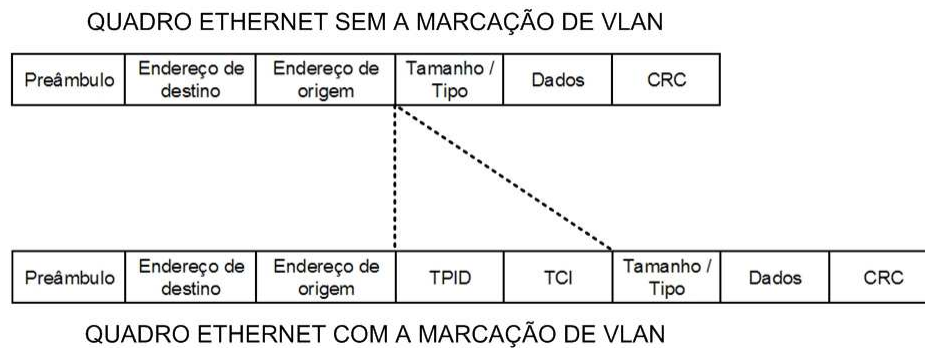 QUADRO ETHERNET SEM A MARCAÇÃO DE VLAN
Preâmbulo
Endereço de
destino
Endereço de
origem
Tamanho /
Tipo
Dados
CRC
Preâmbulo
Endereço de
destino
Endereço de
origem
TPID
TCI
Tamanho /
Tipo
Dados
CRC
QUADRO ETHERNET COM A MARCAÇÃO DE VLAN